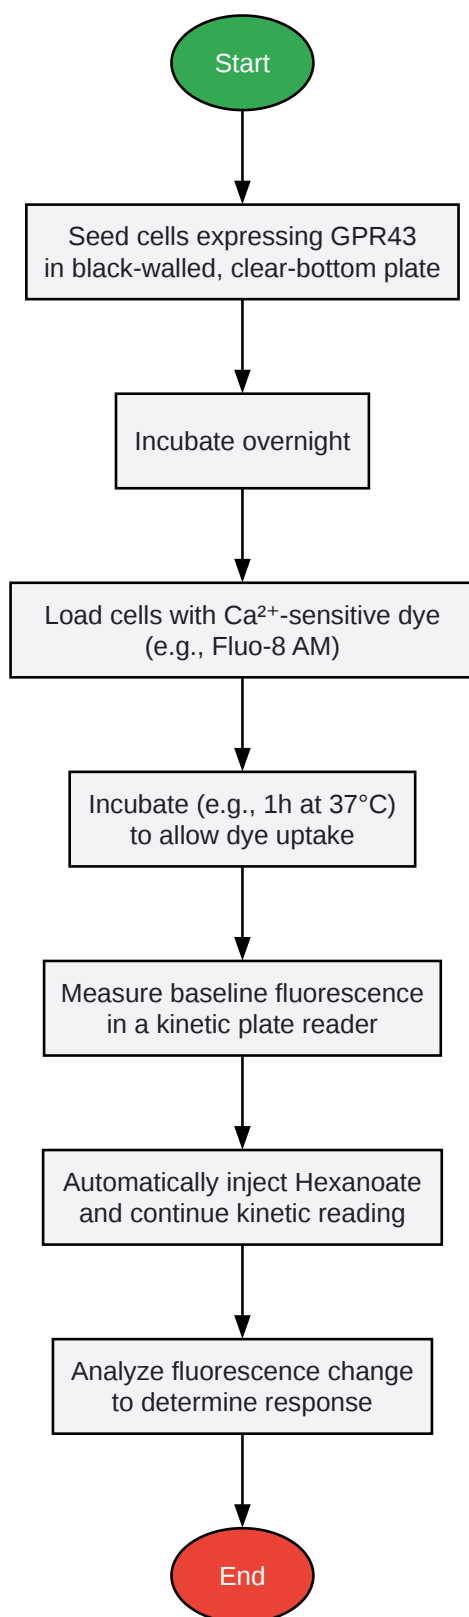 Start
Seed cells expressing GPR43
in black-walled, clear-bottom plate
Incubate overnight
Load cells with Ca²⁺-sensitive dye
(e.g., Fluo-8 AM)
Incubate (e.g., 1h at 37°C)
to allow dye uptake
Measure baseline fluorescence
in a kinetic plate reader
Automatically inject Hexanoate
and continue kinetic reading
Analyze fluorescence change
to determine response
End